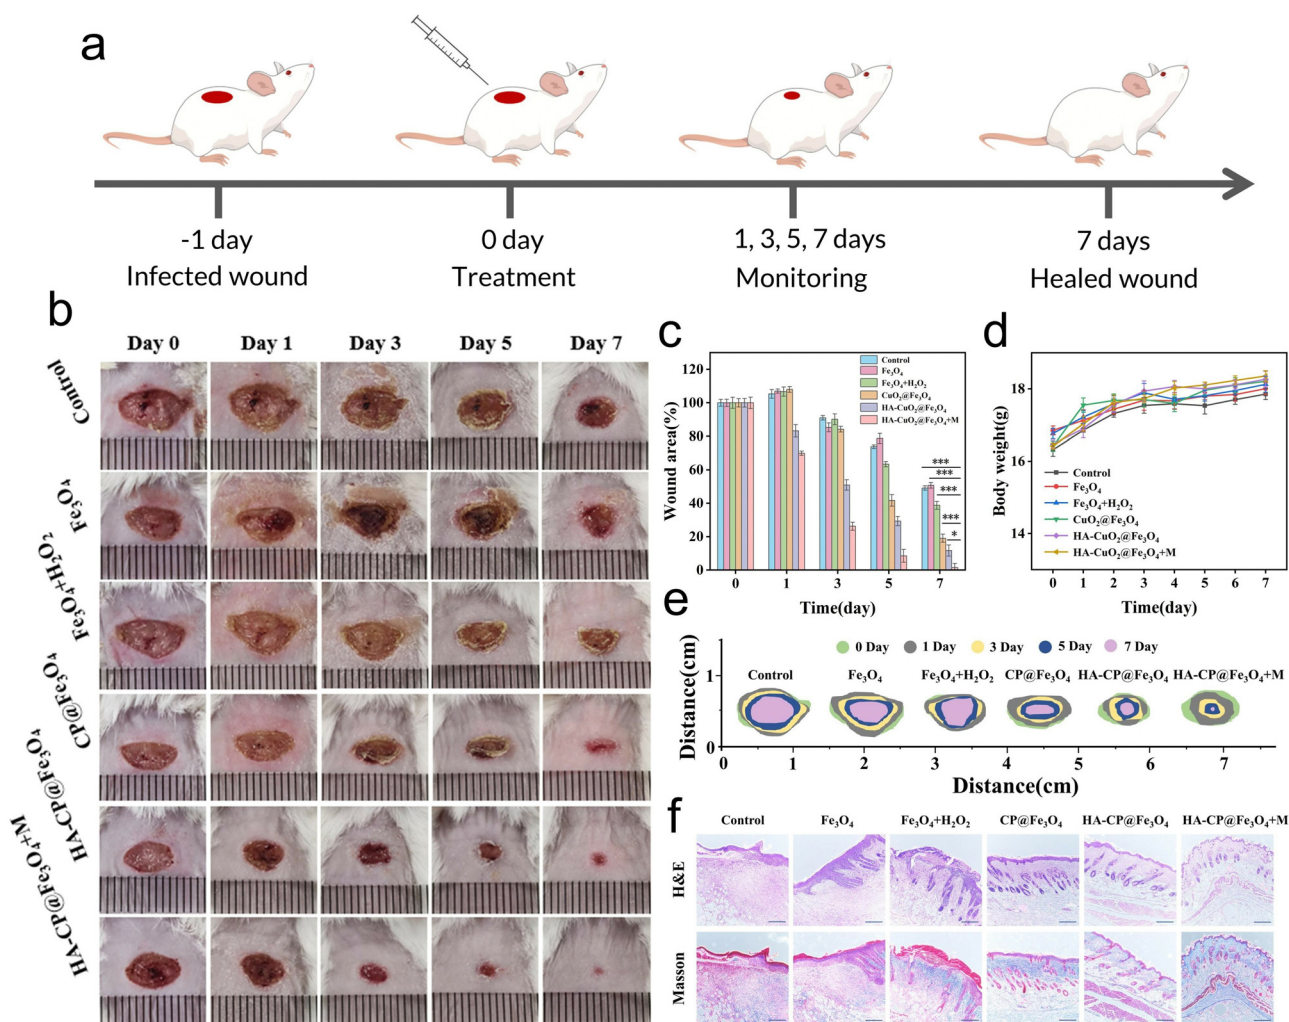 a
-1 day
0 day
1, 3, 5, 7 days
7 days
Infected wound
Treatment
Monitoring
Healed wound
b
Day 0
Day 1
Day 3
Day 5
Day 7
Control
Fe₃O₄
Fe₃O₄+H₂O₂
CP@Fe₃O₄
HA-CP@Fe₃O₄
HA-CP@Fe₃O₄+M
c
Wound area(%)
120
100
80
60
40
20
0
Control
Fe₃O₄
Fe₃O₄+H₂O₂
CuO₂@Fe₃O₄
HA-CuO₂@Fe₃O₄
HA-CuO₂@Fe₃O₄+M
***
***
***
***
*
0
1
3
5
7
Time(day)
d
Body weight(g)
18
16
14
Control
Fe₃O₄
Fe₃O₄+H₂O₂
CuO₂@Fe₃O₄
HA-CuO₂@Fe₃O₄
HA-CuO₂@Fe₃O₄+M
0 1 2 3 4 5 6 7
Time(day)
e
0 Day
1 Day
3 Day
5 Day
7 Day
Distance(cm)
1
0
Control
Fe₃O₄
Fe₃O₄+H₂O₂
CP@Fe₃O₄
HA-CP@Fe₃O₄
HA-CP@Fe₃O₄+M
0 1 2 3 4 5 6 7
Distance(cm)
f
Control
Fe₃O₄
Fe₃O₄+H₂O₂
CP@Fe₃O₄
HA-CP@Fe₃O₄
HA-CP@Fe₃O₄+M
H&E
Masson